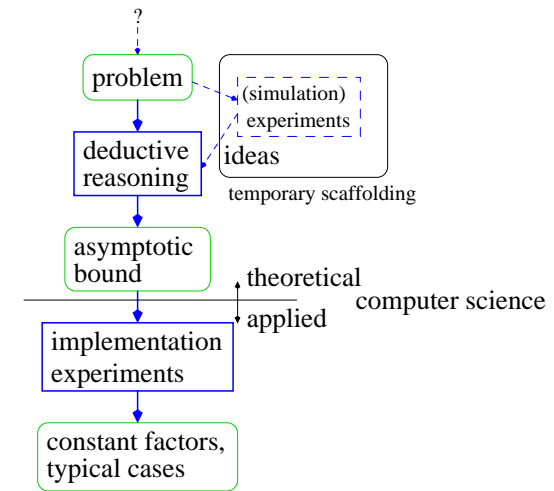 ?
problem
(simulation)
experiments
deductive
reasoning
ideas
temporary scaffolding
asymptotic
bound
theoretical
computer science
applied
implementation
experiments
constant factors,
typical cases